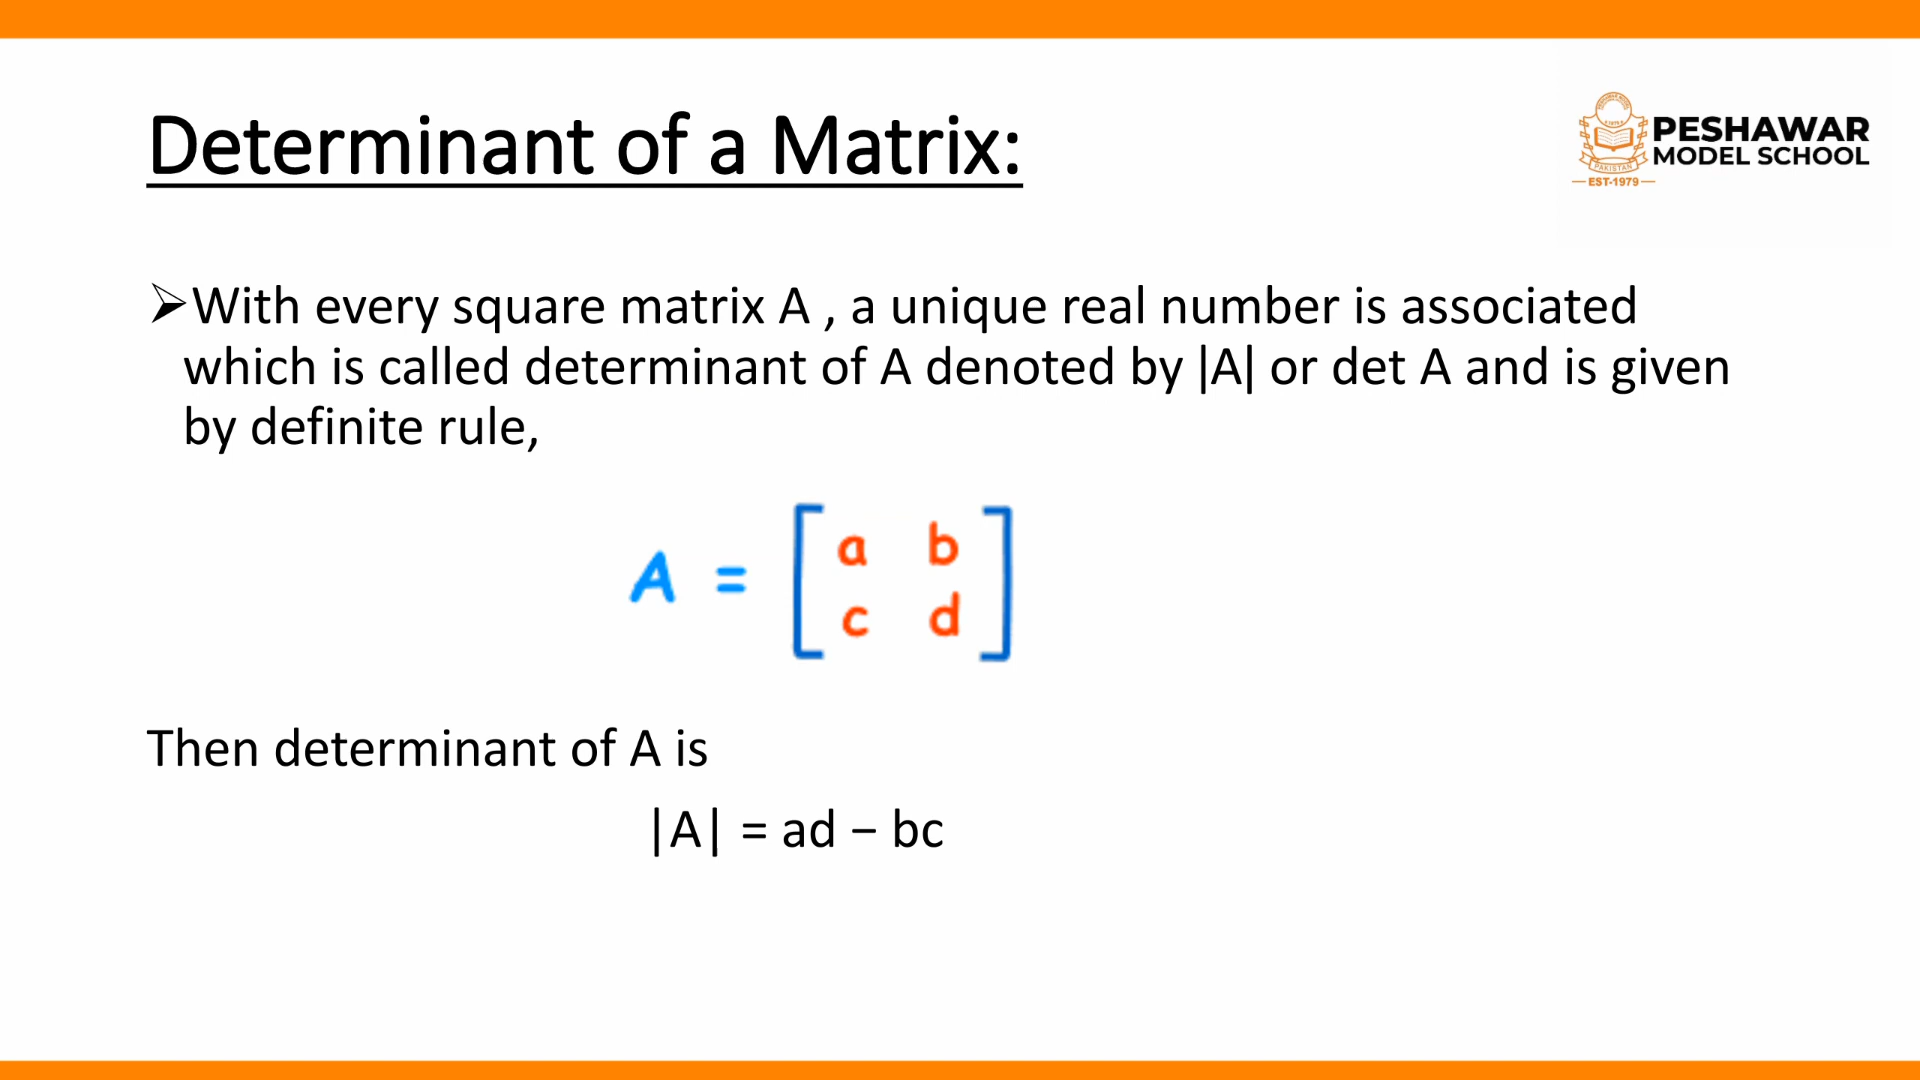 Determinant of a Matrix:
PESHAWAR
MODEL SCHOOL
PAKISTAN
EST-1979
➢With every square matrix A , a unique real number is associated
which is called determinant of A denoted by |A| or det A and is given
by definite rule,
A = [ a b
c d ]
Then determinant of A is
|A| = ad − bc